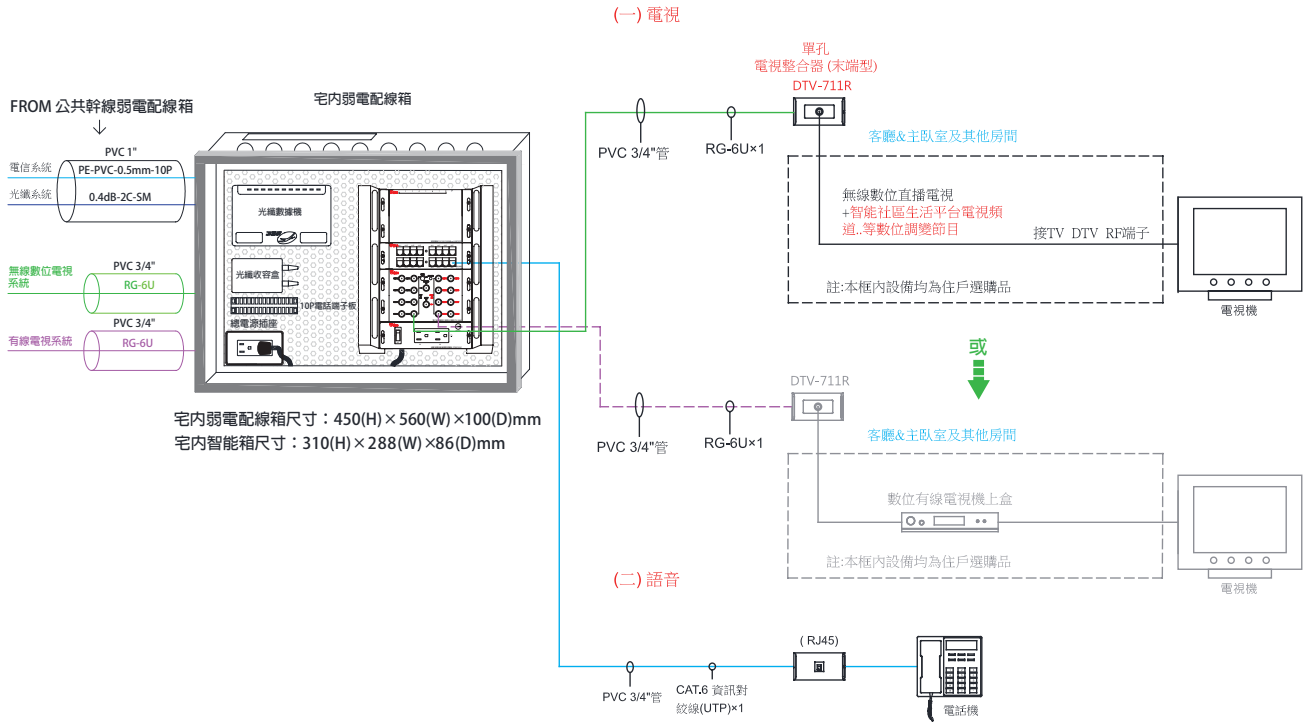 (一) 電視
單孔
電視整合器 (末端型)
DTV-711R
FROM 公共幹線弱電配線箱
宅內弱電配線箱
PVC 1"
電信系統
PE-PVC-0.5mm-10P
光纖系統
0.4dB-2C-SM
無線數位電視
系統
PVC 3/4"
RG-6U
有線電視系統
PVC 3/4"
RG-6U
光纖數據機
光纖收容盒
10P電話端子板
總電源插座
宅內弱電配線箱尺寸：450(H)×560(W)×100(D)mm
宅內智能箱尺寸：310(H)×288(W)×86(D)mm
PVC 3/4"管
RG-6U×1
客廳&主臥室及其他房間
無線數位直播電視
+智能社區生活平台電視頻
道..等數位調變節目
接TV DTV RF端子
註:本框內設備均為住戶選購品
電視機
或
DTV-711R
PVC 3/4"管
RG-6U×1
客廳&主臥室及其他房間
數位有線電視機上盒
註:本框內設備均為住戶選購品
電視機
(二) 語音
(RJ45)
PVC 3/4"管
CAT.6 資訊對
絞線(UTP)×1
電話機